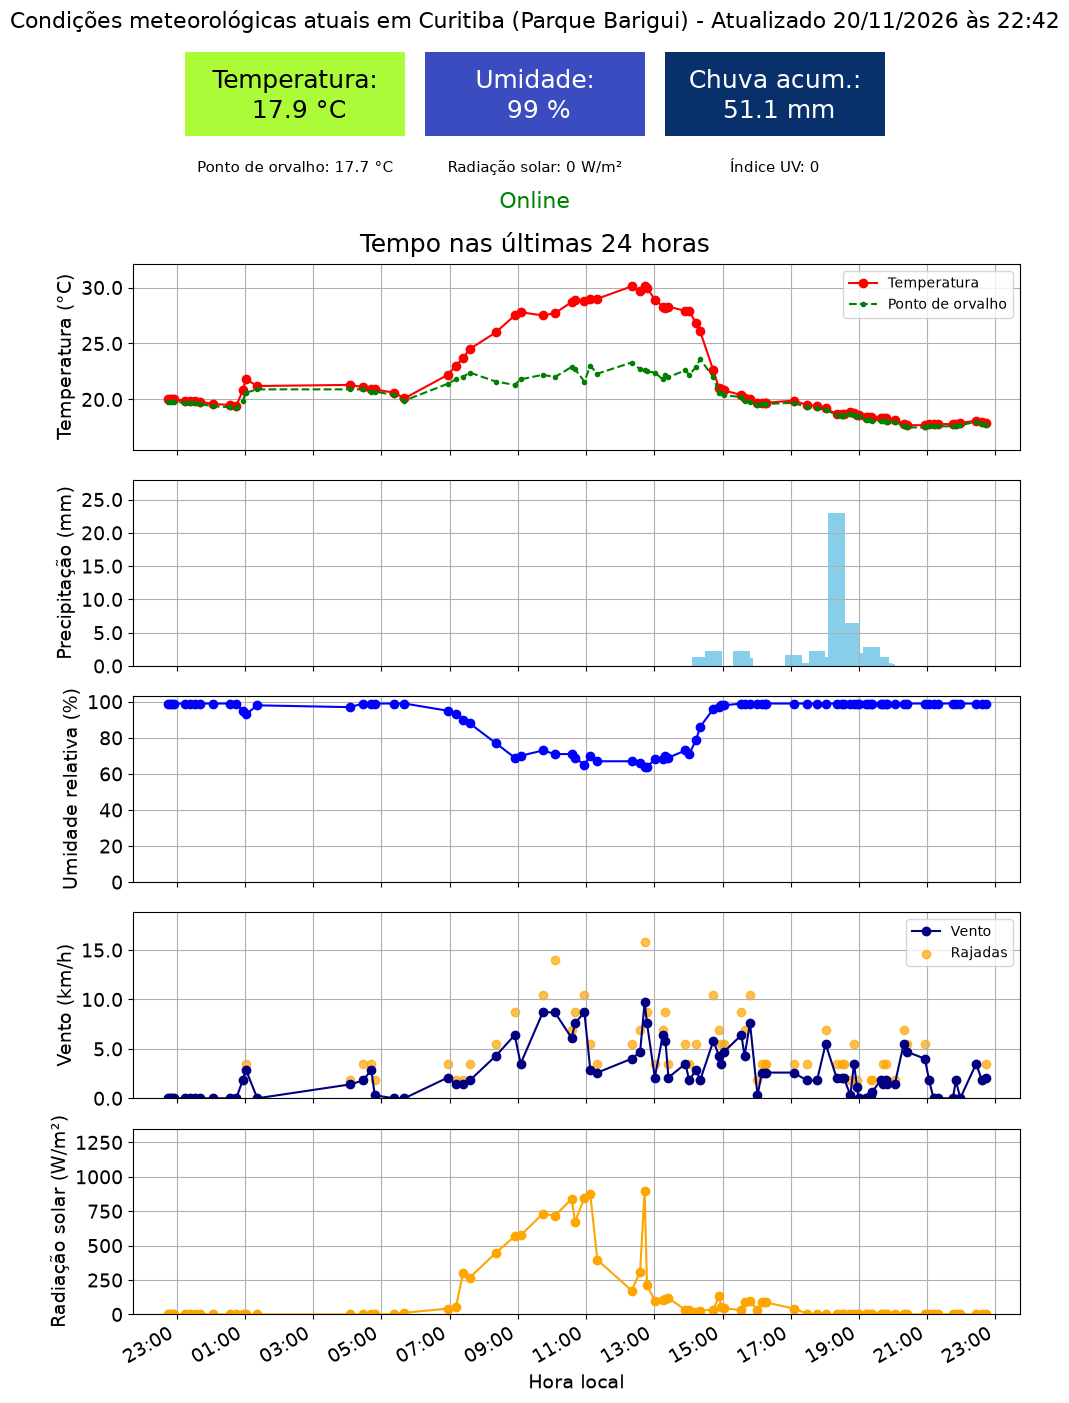 Condições meteorológicas atuais em Curitiba (Parque Barigui) - Atualizado 20/11/2026 às 22:42
Temperatura:
17.9 °C
Umidade:
99 %
Chuva acum.:
51.1 mm
Ponto de orvalho: 17.7 °C
Radiação solar: 0 W/m²
Índice UV: 0
Online
Tempo nas últimas 24 horas
Temperatura (°C)
30.0
25.0
20.0
Temperatura
Ponto de orvalho
Precipitação (mm)
25.0
20.0
15.0
10.0
5.0
0.0
Umidade relativa (%)
100
80
60
40
20
0
Vento (km/h)
15.0
10.0
5.0
0.0
Vento
Rajadas
Radiação solar (W/m²)
1250
1000
750
500
250
0
23:00
01:00
03:00
05:00
07:00
09:00
11:00
13:00
15:00
17:00
19:00
21:00
23:00
Hora local